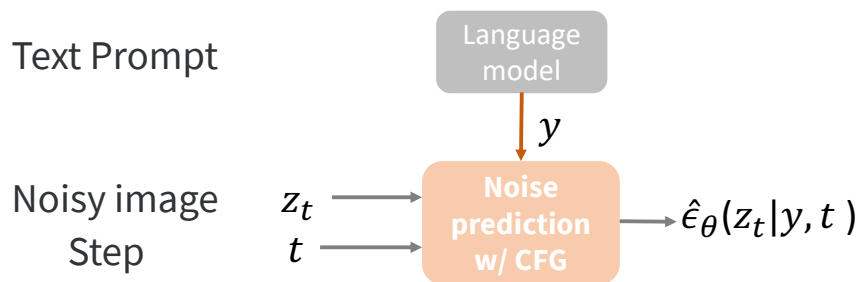 Text Prompt
Language
model
y
Noisy image
z_t
Noise
prediction
w/ CFG
ε̂_θ(z_t|y, t )
Step
t